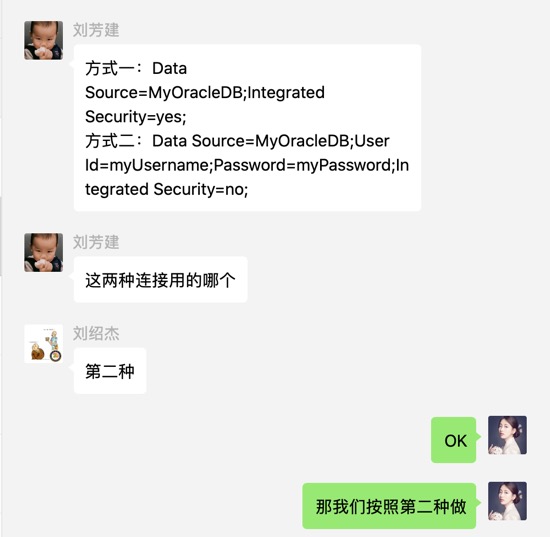 刘芳建
方式一：Data
Source=MyOracleDB;Integrated
Security=yes;
方式二：Data Source=MyOracleDB;User
Id=myUsername;Password=myPassword;In
tegrated Security=no;
刘芳建
这两种连接用的哪个
刘绍杰
第二种
OK
那我们按照第二种做